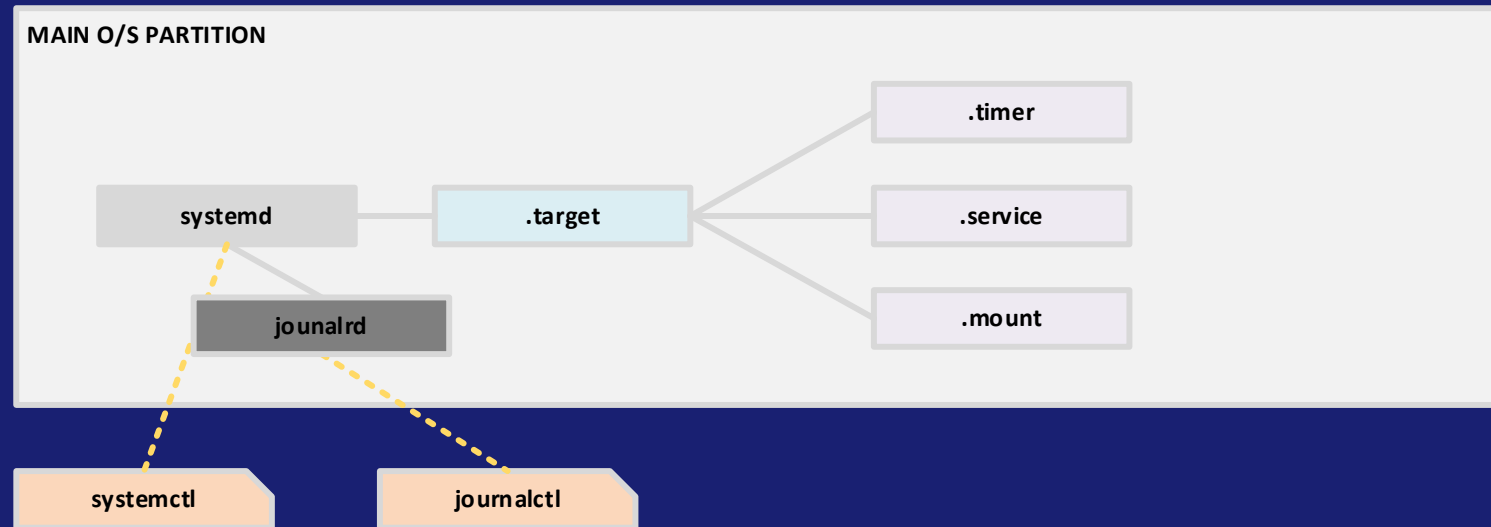 MAIN O/S PARTITION
.timer
systemd
.target
.service
jounalrd
.mount
systemctl
journalctl